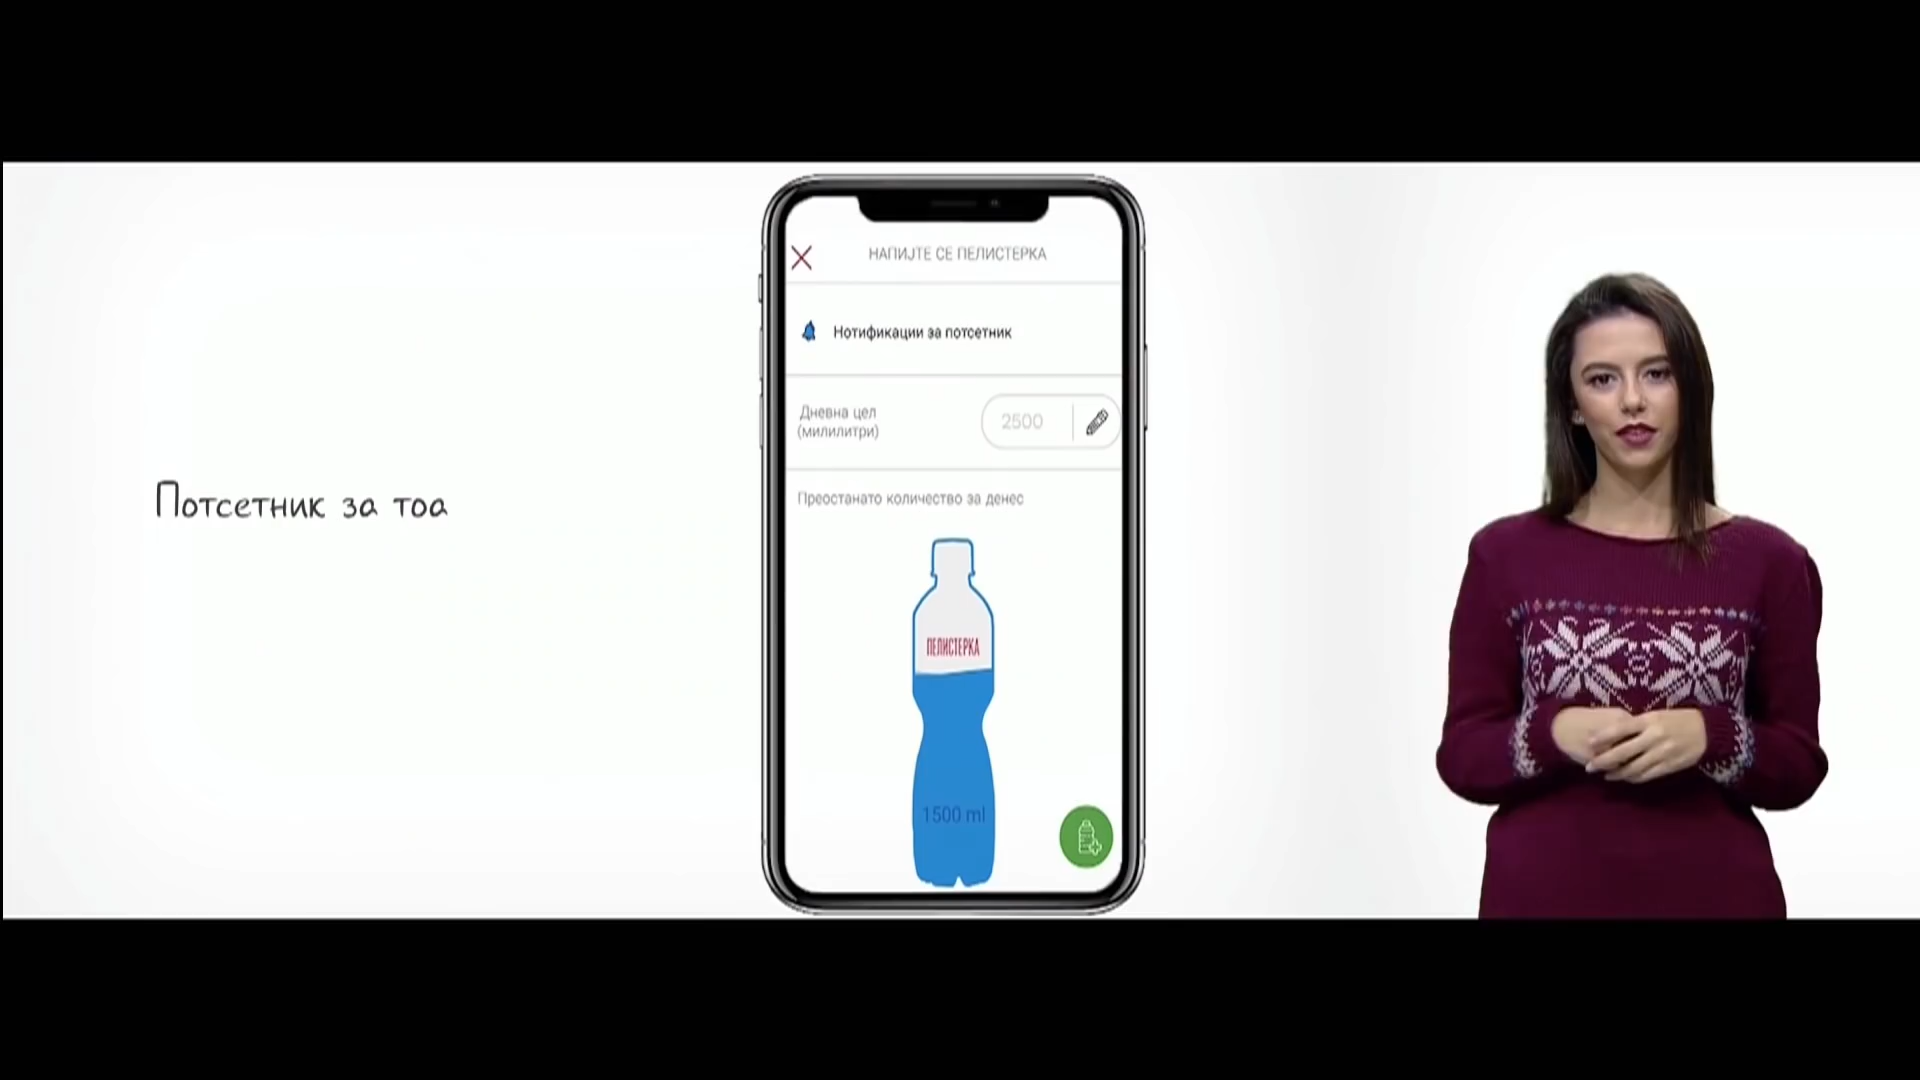 Потсетник за тоа
НАПИЈТЕ СЕ ПЕЛИСТЕРКА
Нотификации за потсетник
Дневна цел
(милилитри)
2500
Преостанато количество за денес
ПЕЛИСТЕРКА
1500 ml